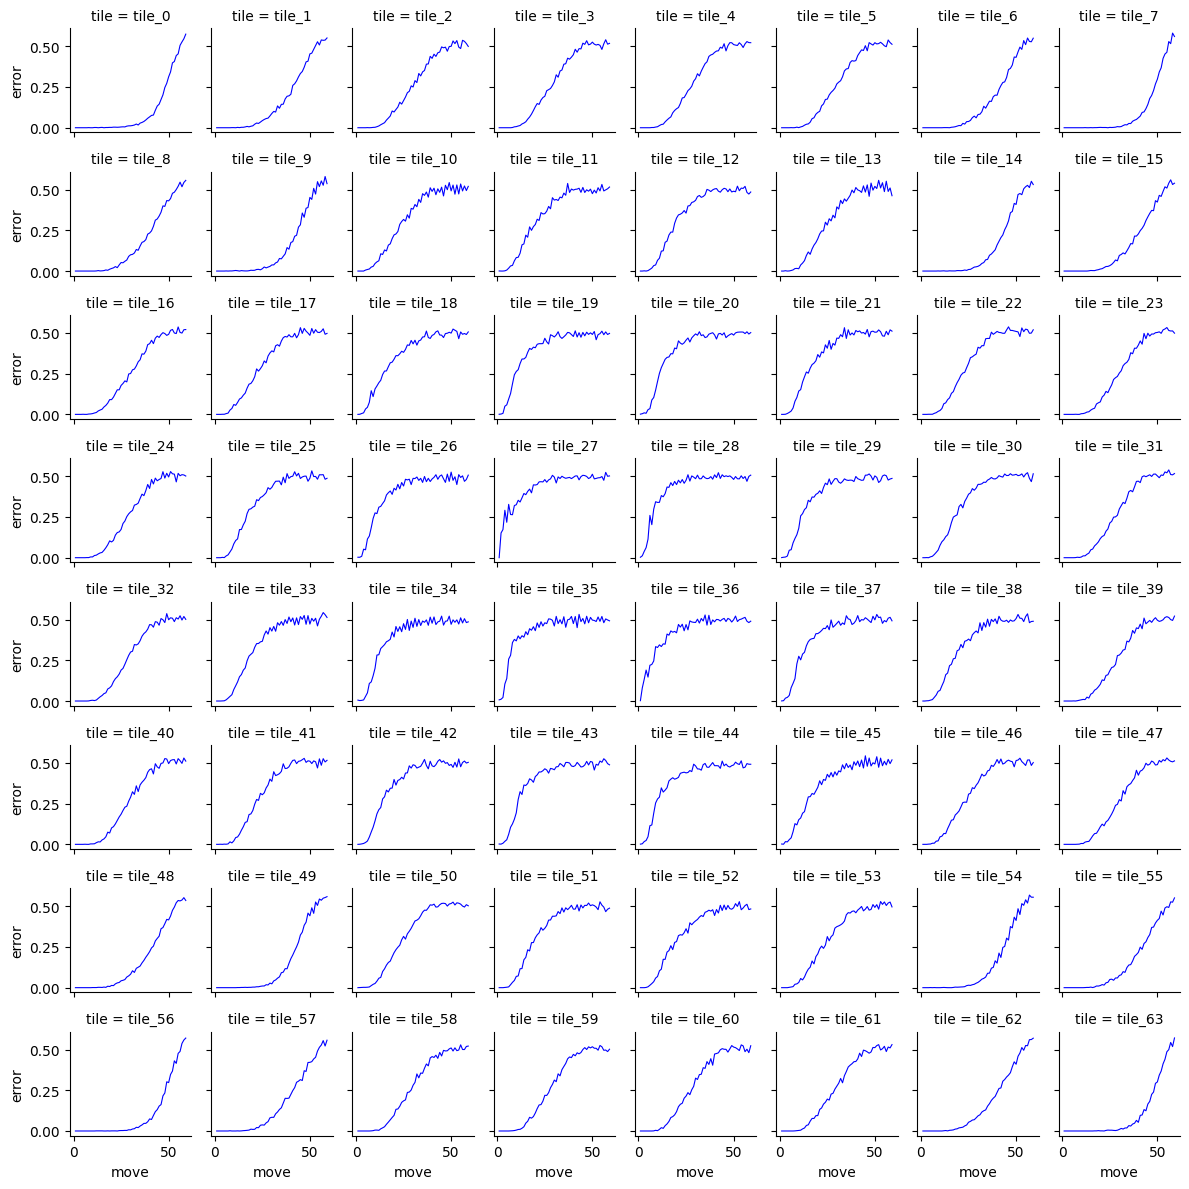 tile = tile_0 tile = tile_1 tile = tile_2 tile = tile_3 tile = tile_4 tile = tile_5 tile = tile_6 tile = tile_7
0.50
0.25
0.00
error
tile = tile_8 tile = tile_9 tile = tile_10 tile = tile_11 tile = tile_12 tile = tile_13 tile = tile_14 tile = tile_15
0.50
0.25
0.00
error
tile = tile_16 tile = tile_17 tile = tile_18 tile = tile_19 tile = tile_20 tile = tile_21 tile = tile_22 tile = tile_23
0.50
0.25
0.00
error
tile = tile_24 tile = tile_25 tile = tile_26 tile = tile_27 tile = tile_28 tile = tile_29 tile = tile_30 tile = tile_31
0.50
0.25
0.00
error
tile = tile_32 tile = tile_33 tile = tile_34 tile = tile_35 tile = tile_36 tile = tile_37 tile = tile_38 tile = tile_39
0.50
0.25
0.00
error
tile = tile_40 tile = tile_41 tile = tile_42 tile = tile_43 tile = tile_44 tile = tile_45 tile = tile_46 tile = tile_47
0.50
0.25
0.00
error
tile = tile_48 tile = tile_49 tile = tile_50 tile = tile_51 tile = tile_52 tile = tile_53 tile = tile_54 tile = tile_55
0.50
0.25
0.00
error
tile = tile_56 tile = tile_57 tile = tile_58 tile = tile_59 tile = tile_60 tile = tile_61 tile = tile_62 tile = tile_63
0.50
0.25
0.00
error
0 50 0 50 0 50 0 50 0 50 0 50 0 50 0 50
move move move move move move move move